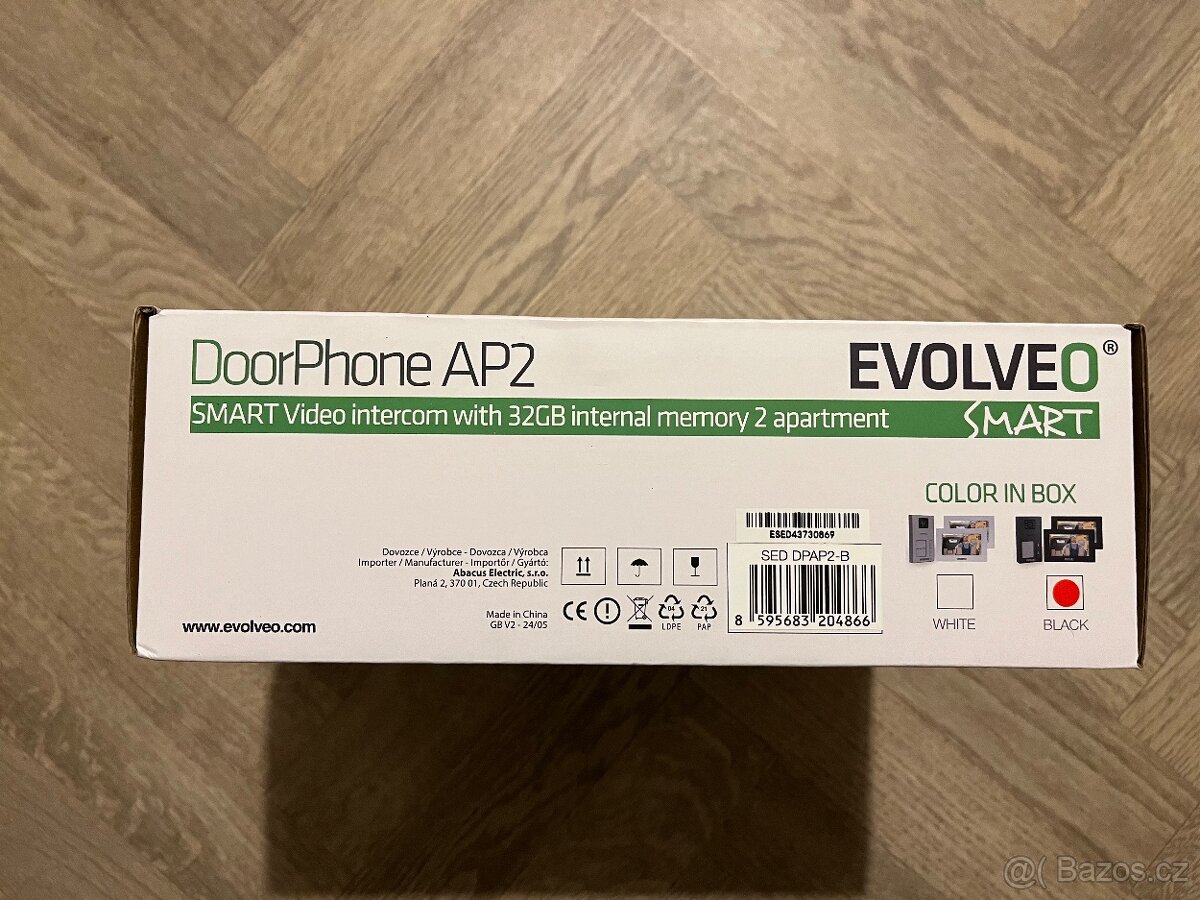 DoorPhone AP2
EVOLVEO®
SMART Video intercom with 32GB internal memory 2 apartment
SMART
COLOR IN BOX
ESED43730869
SED DPAP2-B
8 595683 204866
Dovozce / Výrobce - Dovozca / Výrobca
Importer / Manufacturer - Importőr / Gyártó:
Abacus Electric, s.r.o.
Planá 2, 370 01, Czech Republic
Made in China
GB V2 - 24/05
CE
04
LDPE
21
PAP
WHITE
BLACK
www.evolveo.com
@( Bazos.cz